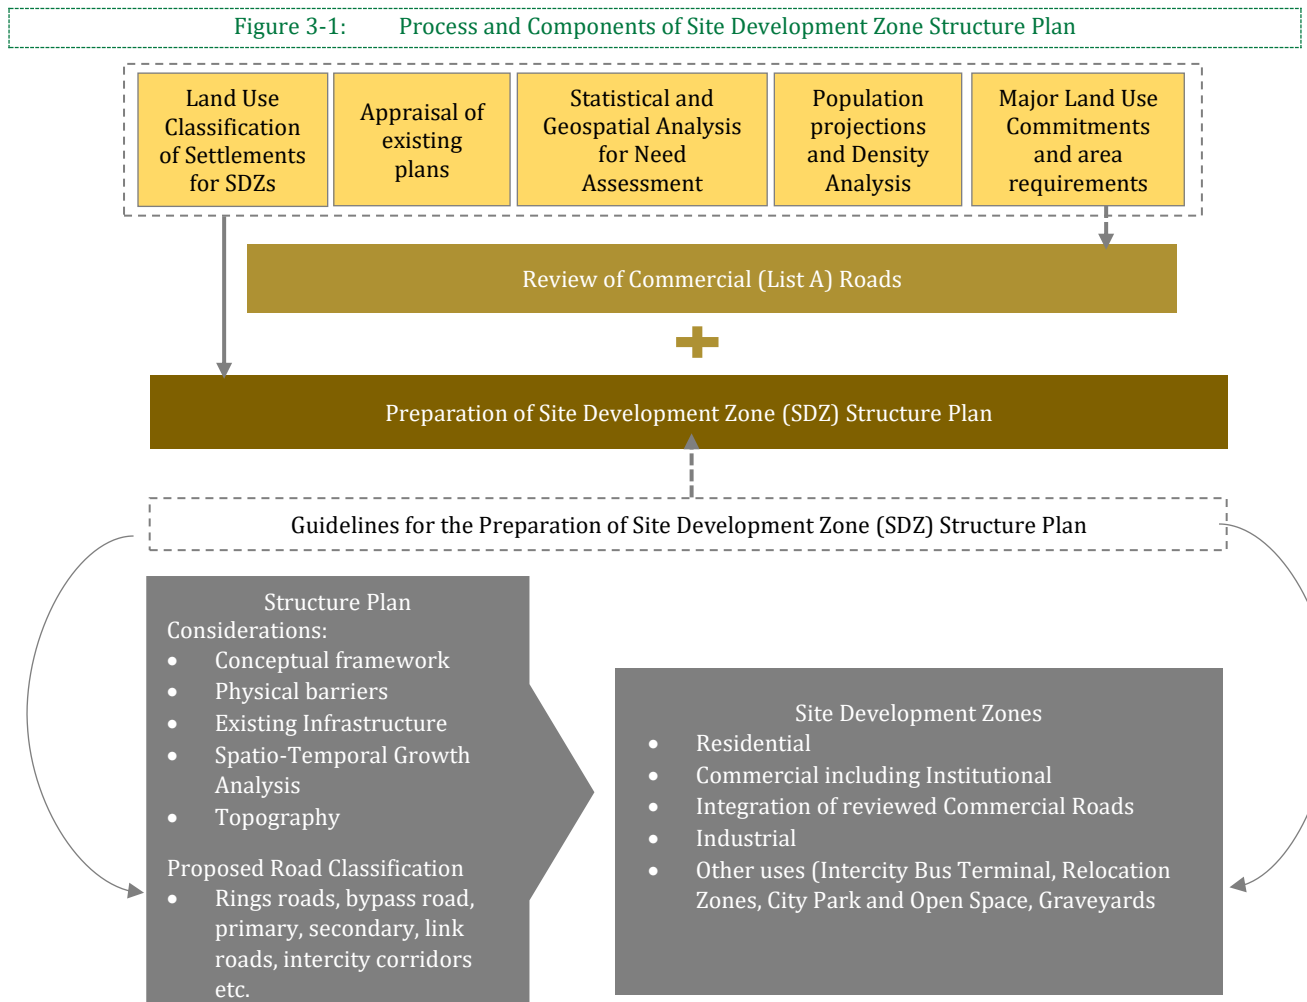 Figure 3-1: Process and Components of Site Development Zone Structure Plan
Land Use
Classification
of Settlements
for SDZs
Appraisal of
existing
plans
Statistical and
Geospatial Analysis
for Need
Assessment
Population
projections
and Density
Analysis
Major Land Use
Commitments
and area
requirements
Review of Commercial (List A) Roads
Preparation of Site Development Zone (SDZ) Structure Plan
Guidelines for the Preparation of Site Development Zone (SDZ) Structure Plan
Structure Plan
Considerations:
• Conceptual framework
• Physical barriers
• Existing Infrastructure
• Spatio-Temporal Growth
Analysis
• Topography
Proposed Road Classification
• Rings roads, bypass road,
primary, secondary, link
roads, intercity corridors
etc.
Site Development Zones
• Residential
• Commercial including Institutional
• Integration of reviewed Commercial Roads
• Industrial
• Other uses (Intercity Bus Terminal, Relocation
Zones, City Park and Open Space, Graveyards